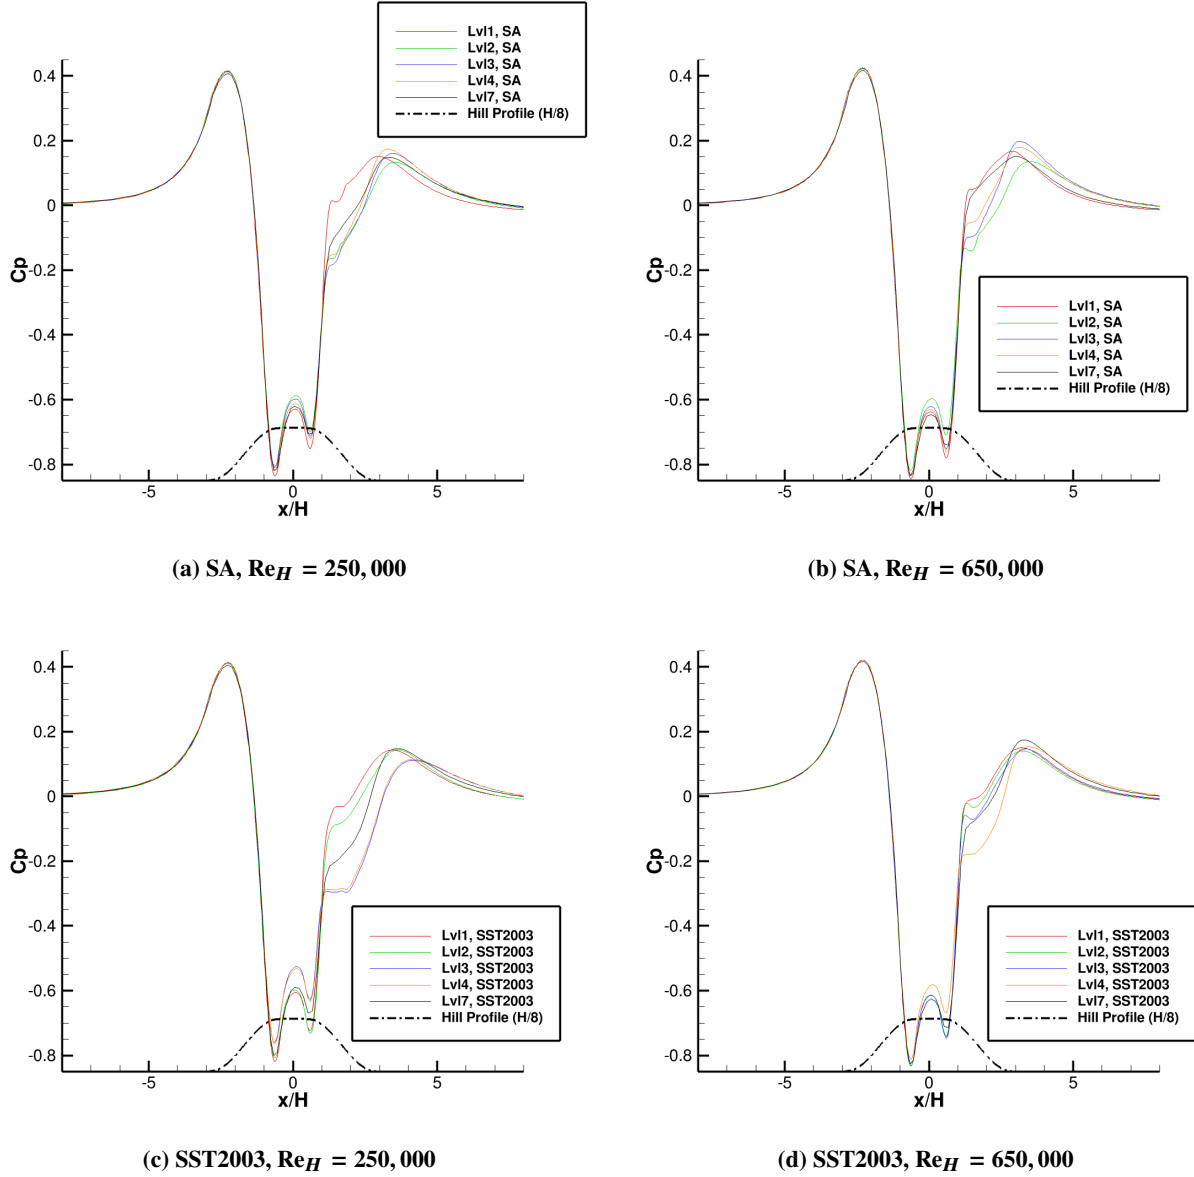 Lvl1, SA
Lvl2, SA
Lvl3, SA
Lvl4, SA
Lvl7, SA
Hill Profile (H/8)
0.4
0.2
0
-0.2
-0.4
-0.6
-0.8
Cp
-5
0
5
x/H
(a) SA, Re_H = 250,000
0.4
0.2
0
-0.2
-0.4
-0.6
-0.8
Cp
Lvl1, SA
Lvl2, SA
Lvl3, SA
Lvl4, SA
Lvl7, SA
Hill Profile (H/8)
-5
0
5
x/H
(b) SA, Re_H = 650,000
0.4
0.2
0
-0.2
-0.4
-0.6
-0.8
Cp
Lvl1, SST2003
Lvl2, SST2003
Lvl3, SST2003
Lvl4, SST2003
Lvl7, SST2003
Hill Profile (H/8)
-5
0
5
x/H
(c) SST2003, Re_H = 250,000
0.4
0.2
0
-0.2
-0.4
-0.6
-0.8
Cp
Lvl1, SST2003
Lvl2, SST2003
Lvl3, SST2003
Lvl4, SST2003
Lvl7, SST2003
Hill Profile (H/8)
-5
0
5
x/H
(d) SST2003, Re_H = 650,000